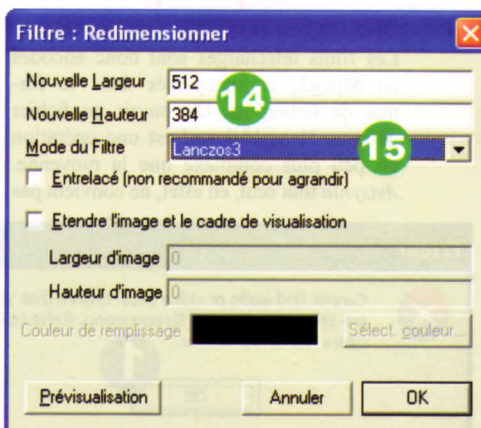 Filtre : Redimensionner
Nouvelle Largeur 512
14
Nouvelle Hauteur 384
Mode du Filtre Lanczos3 15
Entrelacé (non recommandé pour agrandir)
Etendre l'image et le cadre de visualisation
Largeur d'image 0
Hauteur d'image 0
Couleur de remplissage Sélect. couleur...
Prévisualisation Annuler OK